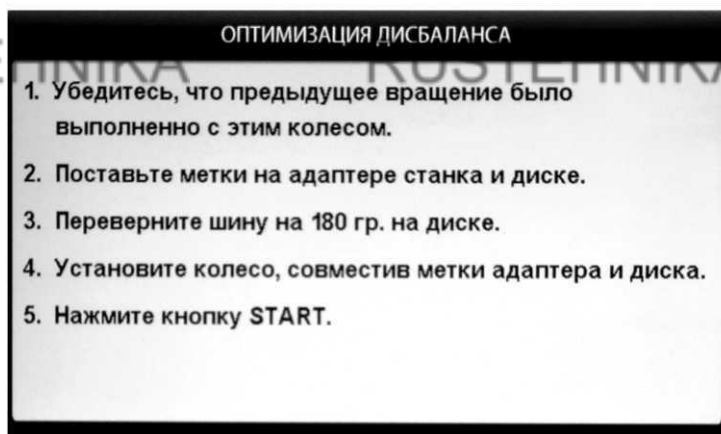 ОПТИМИЗАЦИЯ ДИСБАЛАНСА
RUSTEHNIKA
1. Убедитесь, что предыдущее вращение было
выполненно с этим колесом.
2. Поставьте метки на адаптере станка и диске.
3. Переверните шину на 180 гр. на диске.
4. Установите колесо, совместив метки адаптера и диска.
5. Нажмите кнопку START.